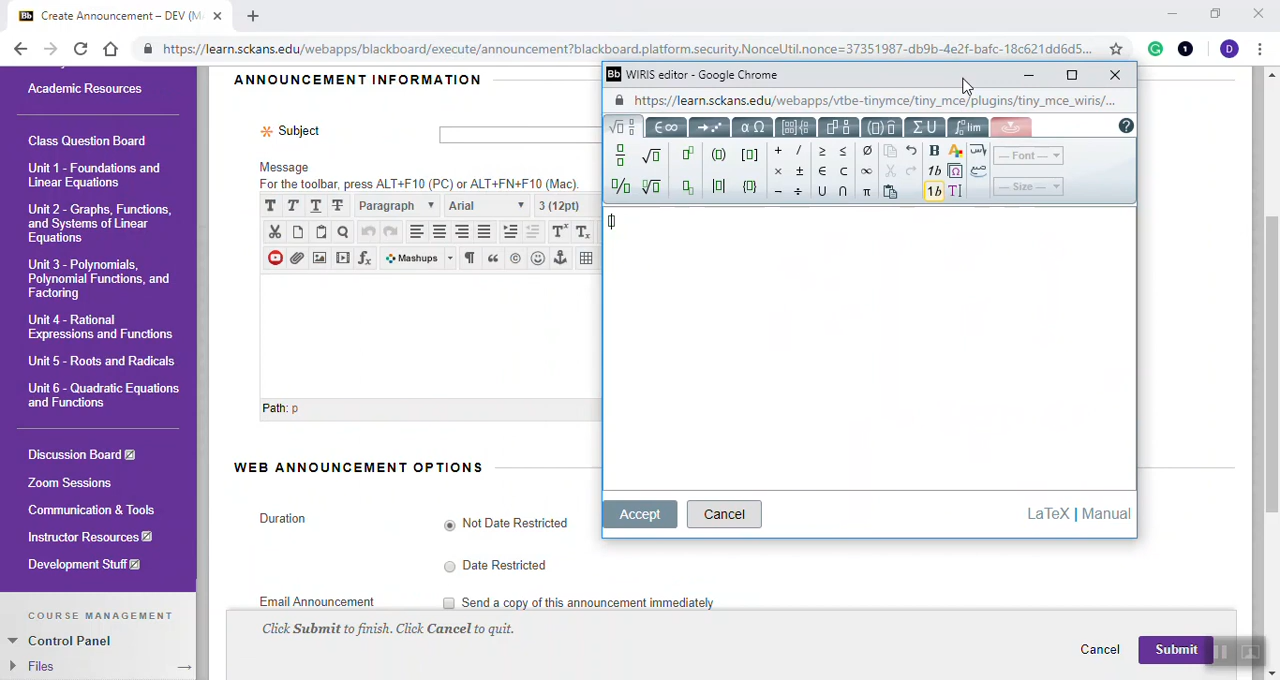 Create Announcement – DEV (M
https://learn.sckans.edu/webapps/blackboard/execute/announcement?blackboard.platform.security.NonceUtil.nonce=37351987-db9b-4e2f-bafc-18c621dd6d5...
D
Academic Resources
Class Question Board
Unit 1 - Foundations and
Linear Equations
Unit 2 - Graphs, Functions,
and Systems of Linear
Equations
Unit 3 - Polynomials,
Polynomial Functions, and
Factoring
Unit 4 - Rational
Expressions and Functions
Unit 5 - Roots and Radicals
Unit 6 - Quadratic Equations
and Functions
Discussion Board
Zoom Sessions
Communication & Tools
Instructor Resources
Development Stuff
COURSE MANAGEMENT
Control Panel
Files
ANNOUNCEMENT INFORMATION
Subject
Message
For the toolbar, press ALT+F10 (PC) or ALT+FN+F10 (Mac).
T T T T Paragraph Arial 3 (12pt)
Mashups
Path: p
WEB ANNOUNCEMENT OPTIONS
Duration
Not Date Restricted
Date Restricted
Email Announcement
Send a copy of this announcement immediately
Click Submit to finish. Click Cancel to quit.
Cancel
Submit
Bb WIRIS editor - Google Chrome
https://learn.sckans.edu/webapps/vtbe-tinymce/tiny_mce/plugins/tiny_mce_wiris/...
— Font —
— Size —
Accept
Cancel
LaTeX | Manual